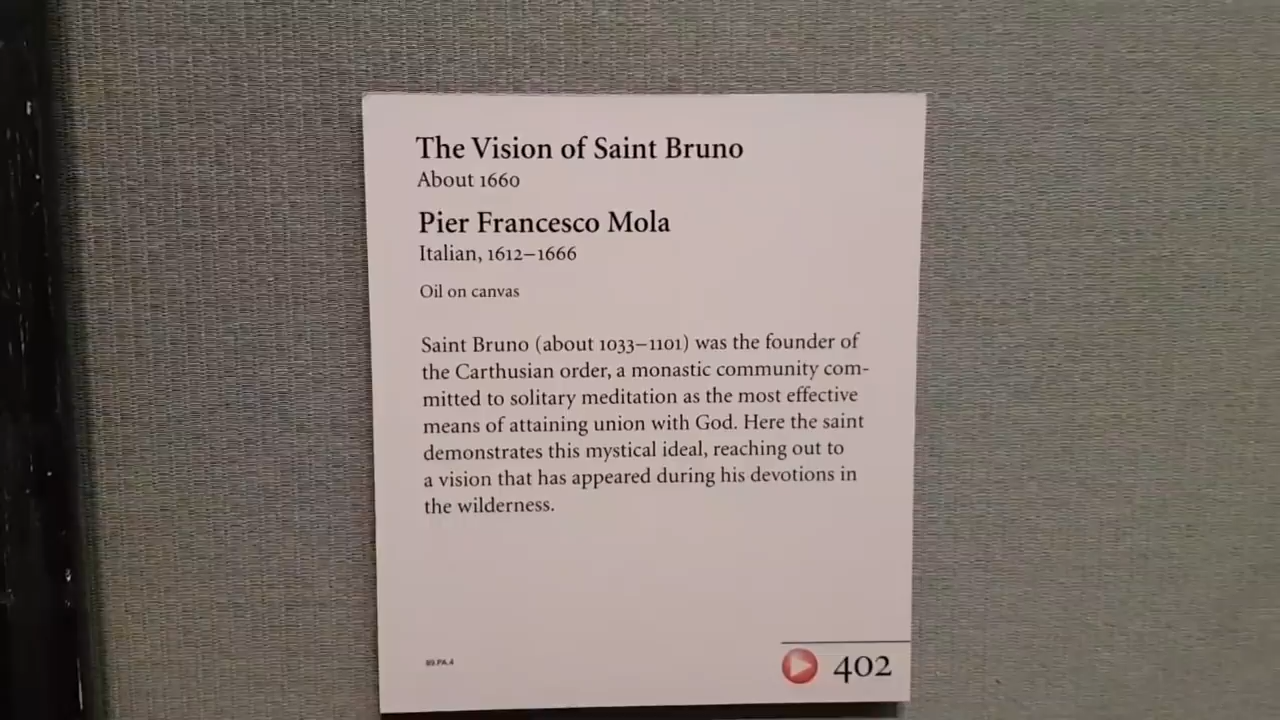 The Vision of Saint Bruno
About 1660
Pier Francesco Mola
Italian, 1612–1666
Oil on canvas
Saint Bruno (about 1033–1101) was the founder of
the Carthusian order, a monastic community com-
mitted to solitary meditation as the most effective
means of attaining union with God. Here the saint
demonstrates this mystical ideal, reaching out to
a vision that has appeared during his devotions in
the wilderness.
89.PA.4
402